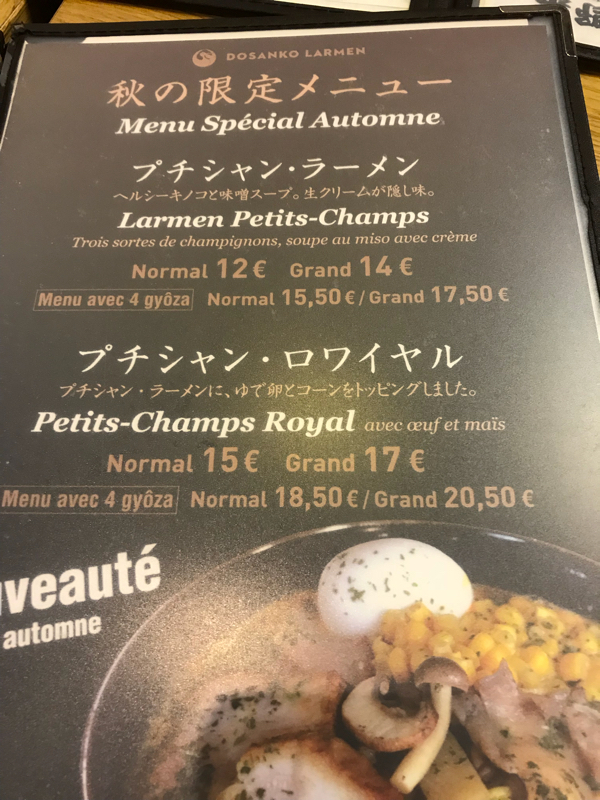 DOSANKO LARMEN
秋の限定メニュー
Menu Spécial Automne
プチシャン・ラーメン
ヘルシーキノコと味噌スープ。生クリームが隠し味。
Larmen Petits-Champs
Trois sortes de champignons, soupe au miso avec crème
Normal 12 € Grand 14 €
Menu avec 4 gyôza Normal 15,50 € / Grand 17,50 €
プチシャン・ロワイヤル
プチシャン・ラーメンに、ゆで卵とコーンをトッピングしました。
Petits-Champs Royal avec œuf et maïs
Normal 15 € Grand 17 €
Menu avec 4 gyôza Normal 18,50 € / Grand 20,50 €
uveauté
automne